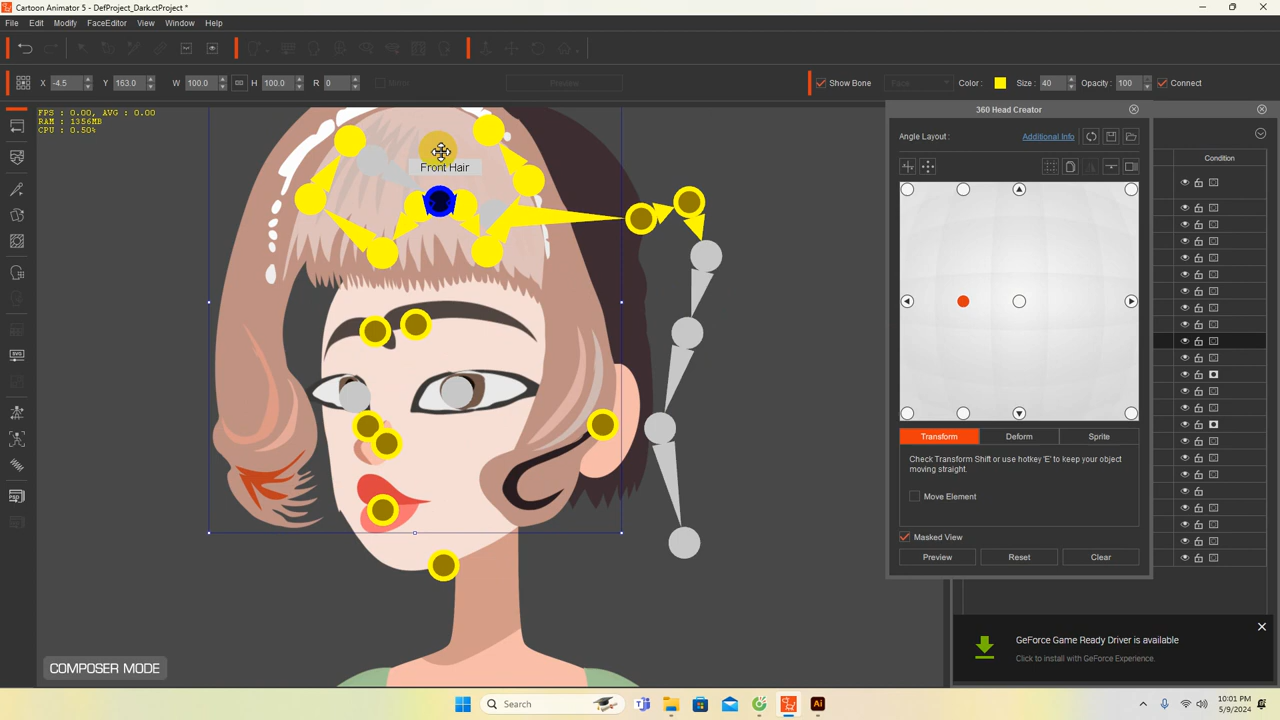 Cartoon Animator 5 - DefProject_Dark.ctProject *
File Edit Modify FaceEditor View Window Help
X -4.5 Y 163.0 W 100.0 H 100.0 R 0 Mirror Preview Show Bone Face Color : Size : 40 Opacity : 100 Connect
FPS : 0.00, AVG : 0.00
RAM : 1356MB
CPU : 0.50%
Front Hair
360 Head Creator
Angle Layout :
Additional Info
Condition
Transform
Deform
Sprite
Check Transform Shift or use hotkey 'E' to keep your object
moving straight.
Move Element
Masked View
Preview
Reset
Clear
GeForce Game Ready Driver is available
Click to install with GeForce Experience.
COMPOSER MODE
Search
Ai
10:01 PM
5/9/2024